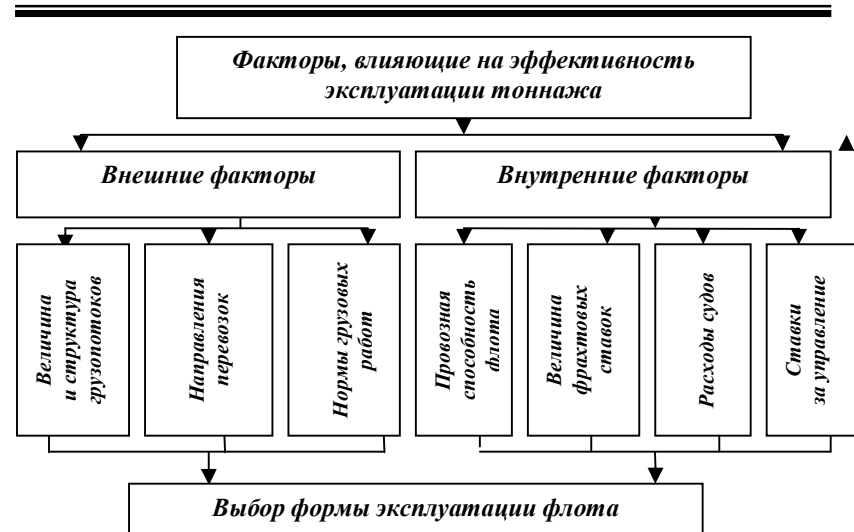 Факторы, влияющие на эффективность
эксплуатации тоннажа
Внешние факторы
Внутренние факторы
Величина
и структура
грузопотоков
Направления
перевозок
Нормы грузовых
работ
Провозная
способность
флота
Величина
фрахтовых
ставок
Расходы судов
Ставки
за управление
Выбор формы эксплуатации флота